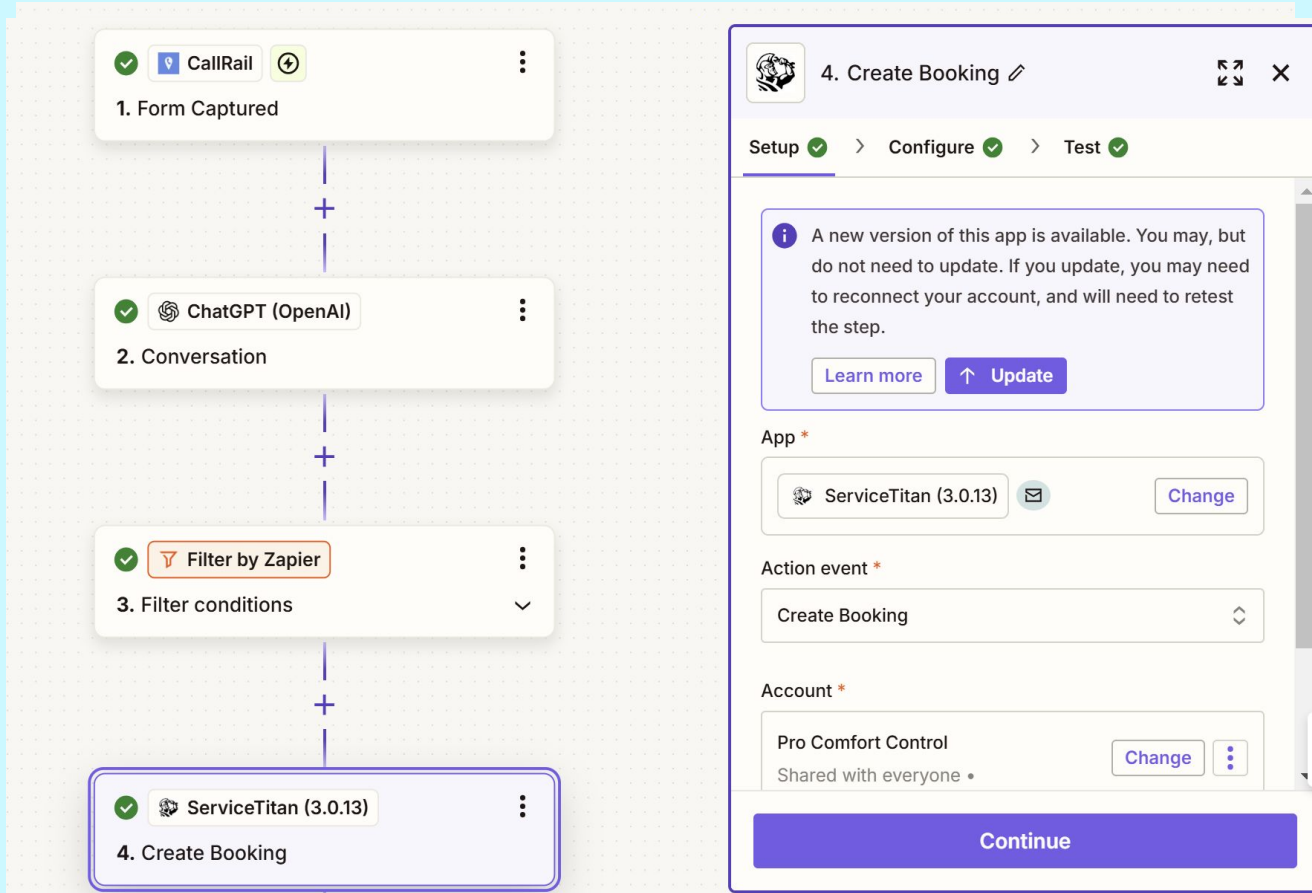 CallRail
1. Form Captured
ChatGPT (OpenAI)
2. Conversation
Filter by Zapier
3. Filter conditions
ServiceTitan (3.0.13)
4. Create Booking
4. Create Booking
Setup
Configure
Test
A new version of this app is available. You may, but
do not need to update. If you update, you may need
to reconnect your account, and will need to retest
the step.
Learn more
Update
App *
ServiceTitan (3.0.13)
Change
Action event *
Create Booking
Account *
Pro Comfort Control
Shared with everyone •
Change
Continue